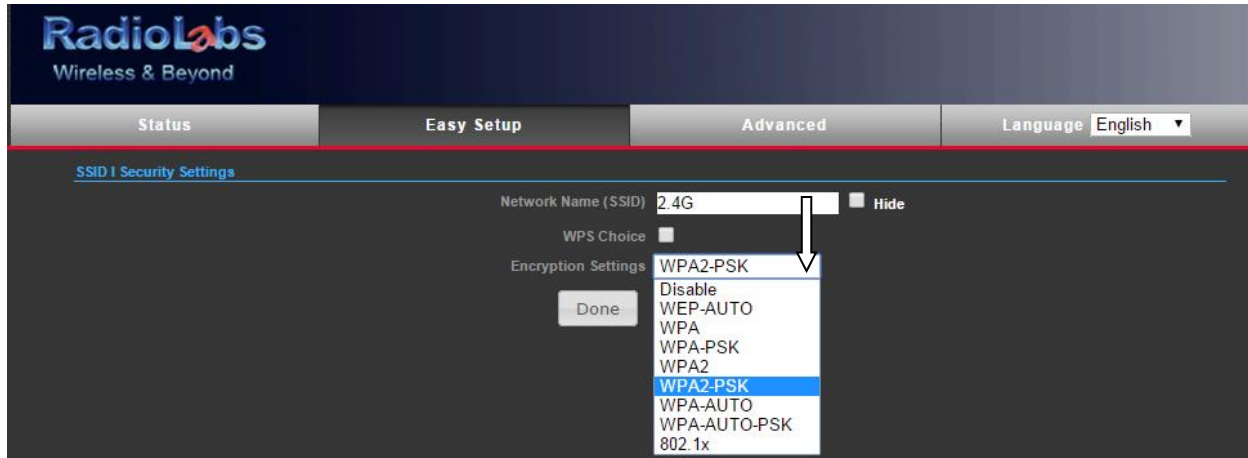 RadioLabs
Wireless & Beyond
Status Easy Setup Advanced Language English
SSID I Security Settings
Network Name (SSID) 2.4G Hide
WPS Choice
Encryption Settings WPA2-PSK
Disable
Done WEP-AUTO
WPA
WPA-PSK
WPA2
WPA2-PSK
WPA-AUTO
WPA-AUTO-PSK
802.1x